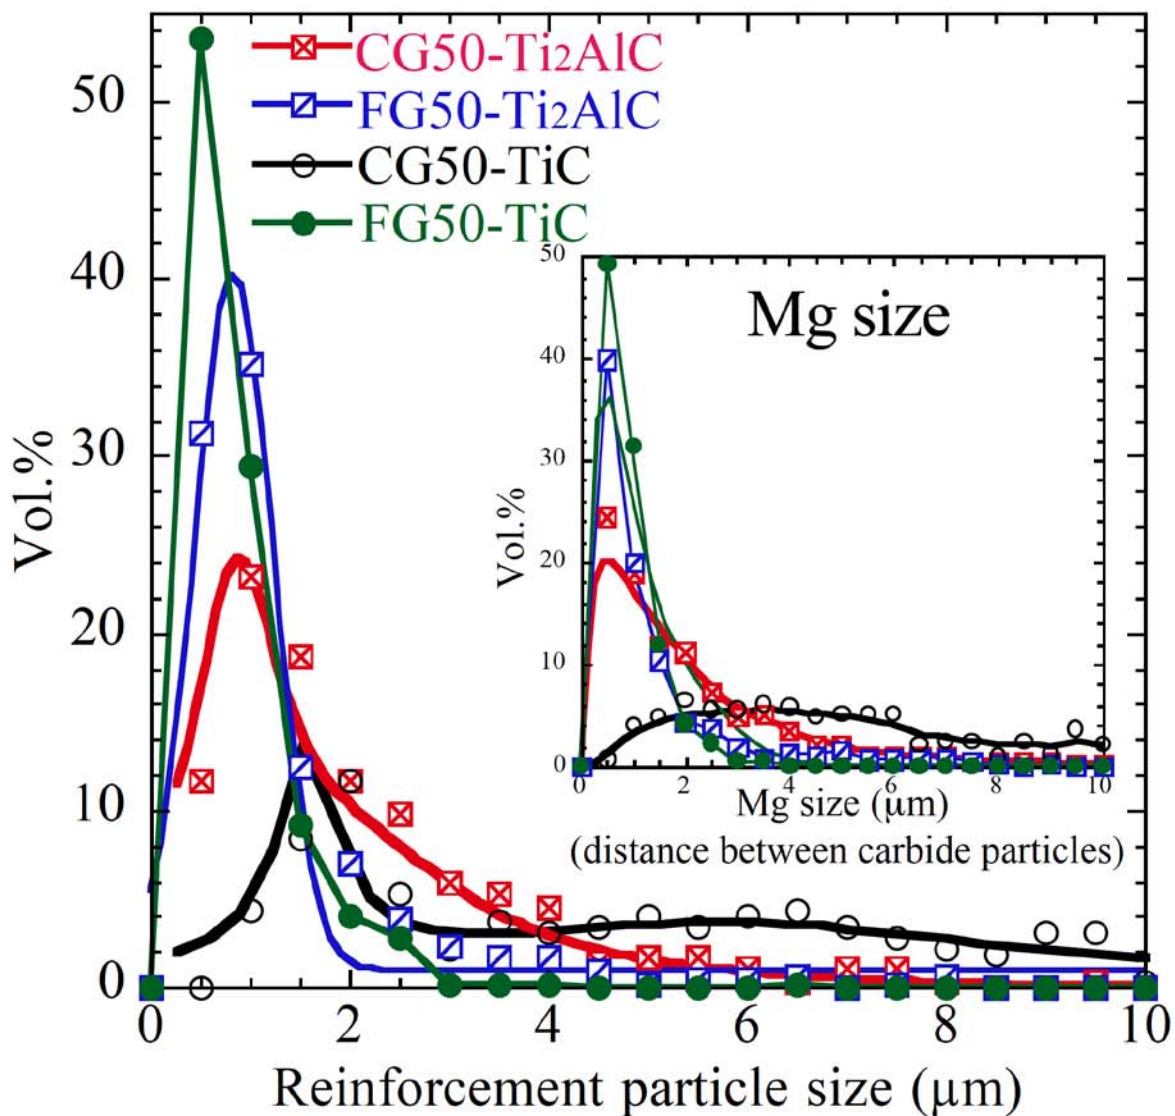 CG50-Ti₂AlC
FG50-Ti₂AlC
CG50-TiC
FG50-TiC
Vol.%
50
40
30
20
10
0
0 2 4 6 8 10
Reinforcement particle size (μm)
Mg size
Vol.%
50
40
30
20
10
0
0 2 4 6 8 10
Mg size (μm)
(distance between carbide particles)